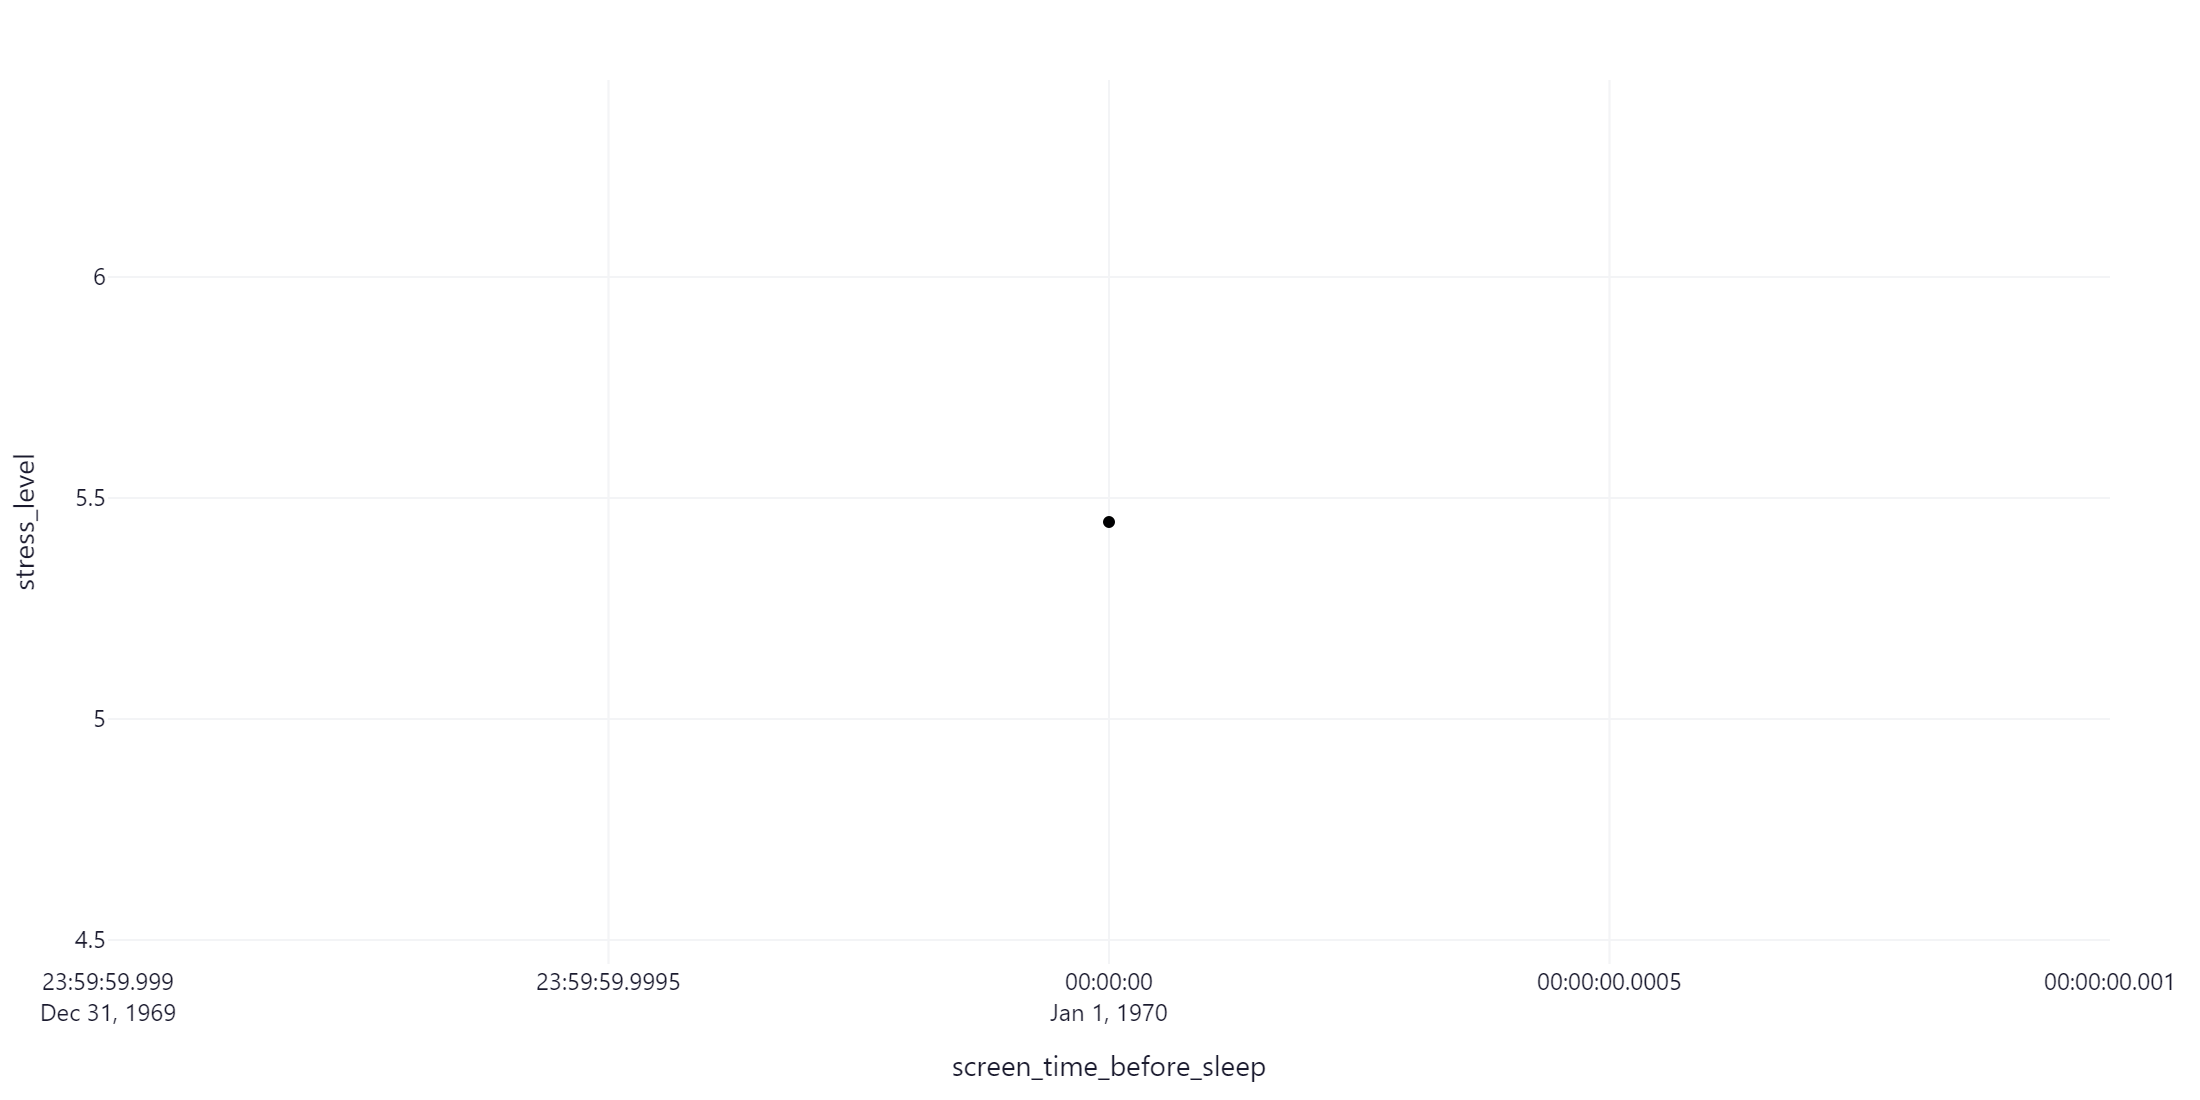 6
5.5
5
4.5
stress_level
23:59:59.999
Dec 31, 1969
23:59:59.9995
00:00:00
Jan 1, 1970
00:00:00.0005
00:00:00.001
screen_time_before_sleep